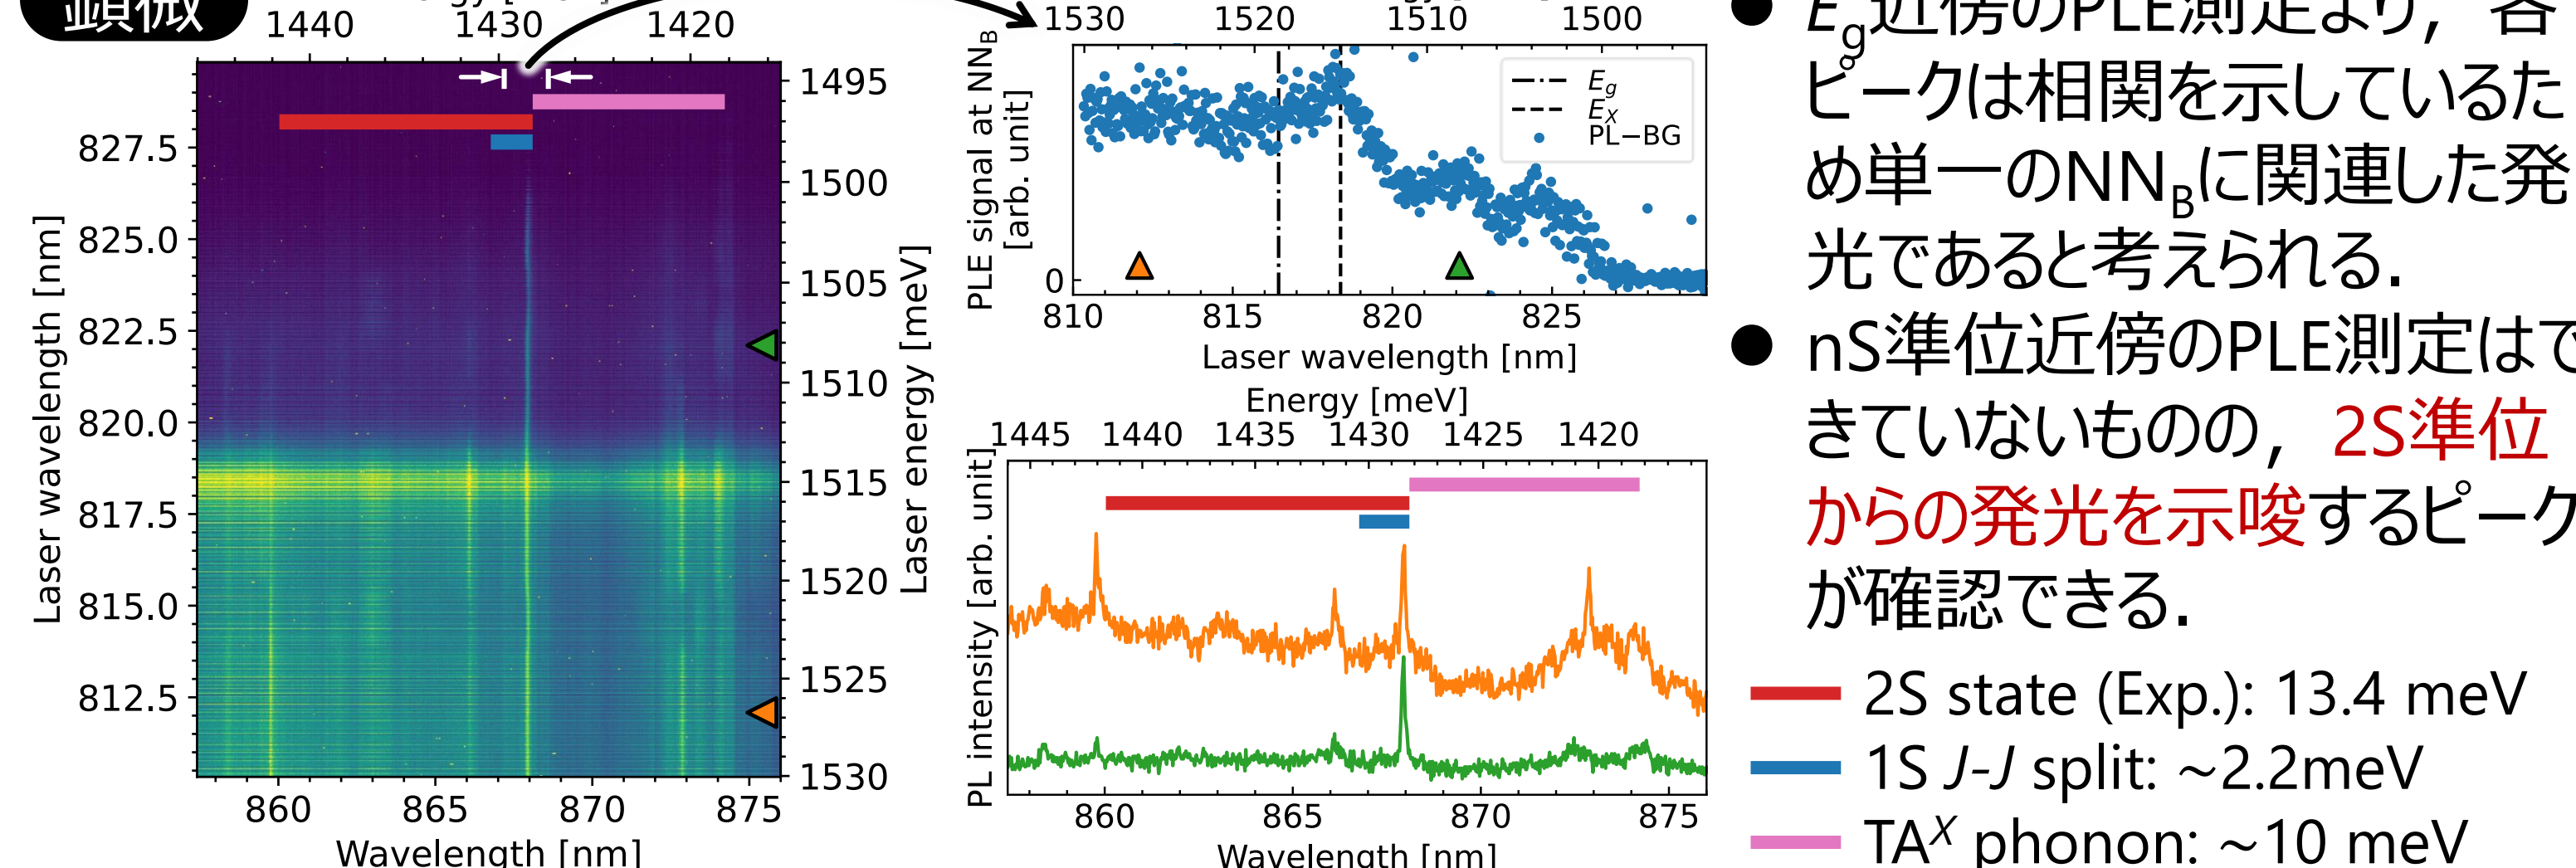 顕微
1440 1430 1420
827.5
825.0
822.5
820.0
817.5
815.0
812.5
Laser wavelength [nm]
1495
1500
1505
1510
1515
1520
1525
1530
Laser energy [meV]
860 865 870 875
Wavelength [nm]
1530 1520 1510 1500
PLE signal at NN_B
[arb. unit]
0
E_g
E_X
PL−BG
810 815 820 825
Laser wavelength [nm]
Energy [meV]
1445 1440 1435 1430 1425 1420
PL intensity [arb. unit]
860 865 870 875
Wavelength [nm]
● E_g近傍のPLE測定より，各
ピークは相関を示しているた
め単一のNN_Bに関連した発
光であると考えられる．
● nS準位近傍のPLE測定はで
きていないものの，2S準位
からの発光を示唆するピーク
が確認できる．
2S state (Exp.): 13.4 meV
1S J-J split: ~2.2meV
TA^X phonon: ~10 meV